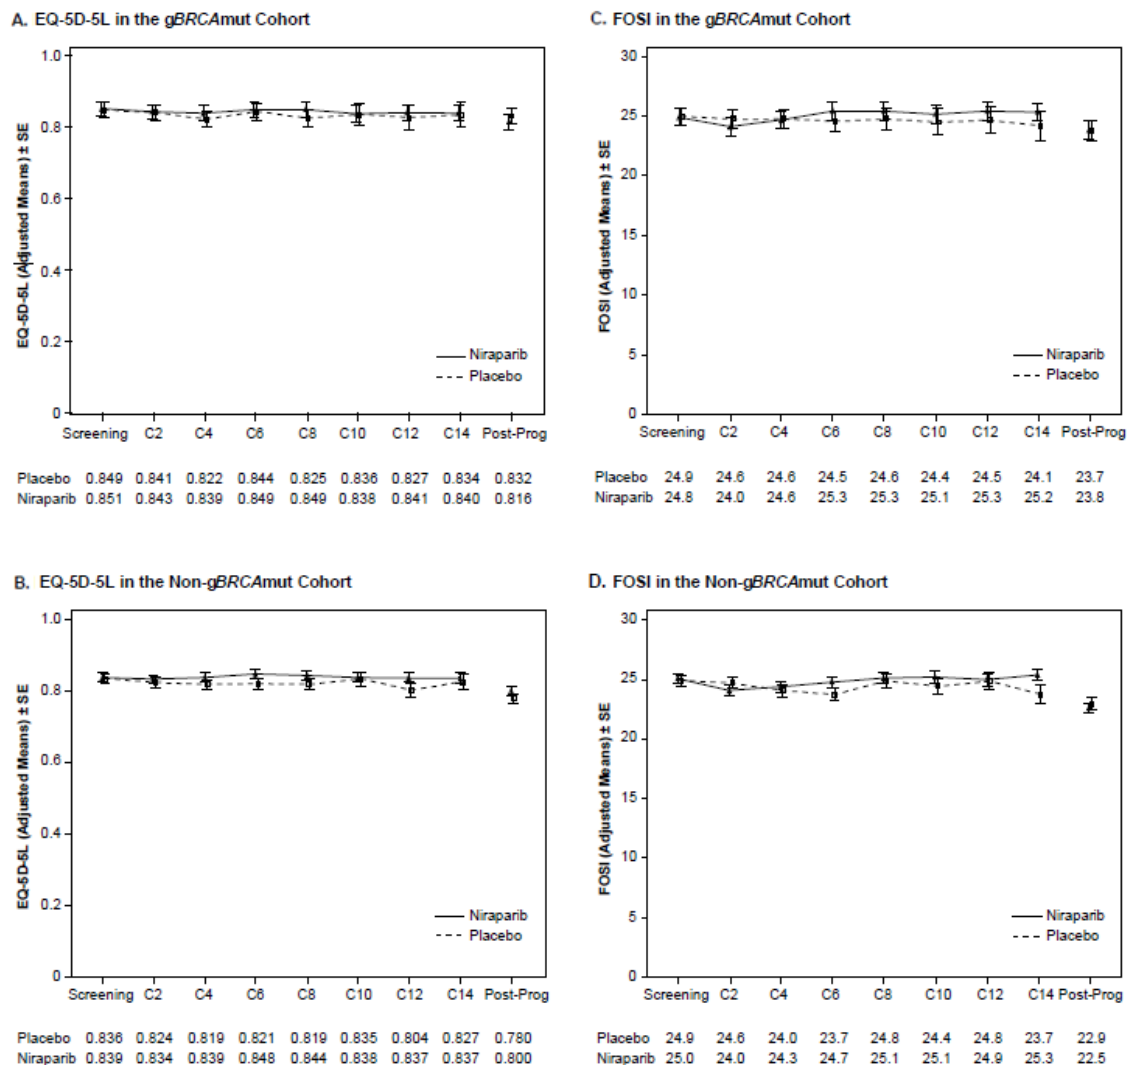 A. EQ-5D-5L in the gBRCAmut Cohort
1.0
0.8
0.6
0.4
0.2
0
EQ-5D-5L (Adjusted Means) ± SE
Niraparib
Placebo
Screening C2 C4 C6 C8 C10 C12 C14 Post-Prog
Placebo 0.849 0.841 0.822 0.844 0.825 0.836 0.827 0.834 0.832
Niraparib 0.851 0.843 0.839 0.849 0.849 0.838 0.841 0.840 0.816
C. FOSI in the gBRCAmut Cohort
30
25
20
15
10
5
0
FOSI (Adjusted Means) ± SE
Niraparib
Placebo
Screening C2 C4 C6 C8 C10 C12 C14 Post-Prog
Placebo 24.9 24.6 24.6 24.5 24.6 24.4 24.5 24.1 23.7
Niraparib 24.8 24.0 24.6 25.3 25.3 25.1 25.3 25.2 23.8
B. EQ-5D-5L in the Non-gBRCAmut Cohort
1.0
0.8
0.6
0.4
0.2
0
EQ-5D-5L (Adjusted Means) ± SE
Niraparib
Placebo
Screening C2 C4 C6 C8 C10 C12 C14 Post-Prog
Placebo 0.836 0.824 0.819 0.821 0.819 0.835 0.804 0.827 0.780
Niraparib 0.839 0.834 0.839 0.848 0.844 0.838 0.837 0.837 0.800
D. FOSI in the Non-gBRCAmut Cohort
30
25
20
15
10
5
0
FOSI (Adjusted Means) ± SE
Niraparib
Placebo
Screening C2 C4 C6 C8 C10 C12 C14 Post-Prog
Placebo 24.9 24.6 24.0 23.7 24.8 24.4 24.8 23.7 22.9
Niraparib 25.0 24.0 24.3 24.7 25.1 25.1 24.9 25.3 22.5